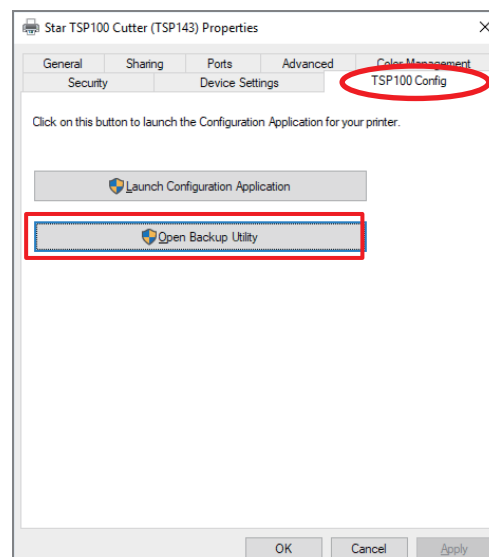 Star TSP100 Cutter (TSP143) Properties
General Sharing Ports Advanced Color Management
Security Device Settings TSP100 Config
Click on this button to launch the Configuration Application for your printer.
Launch Configuration Application
Open Backup Utility
OK Cancel Apply